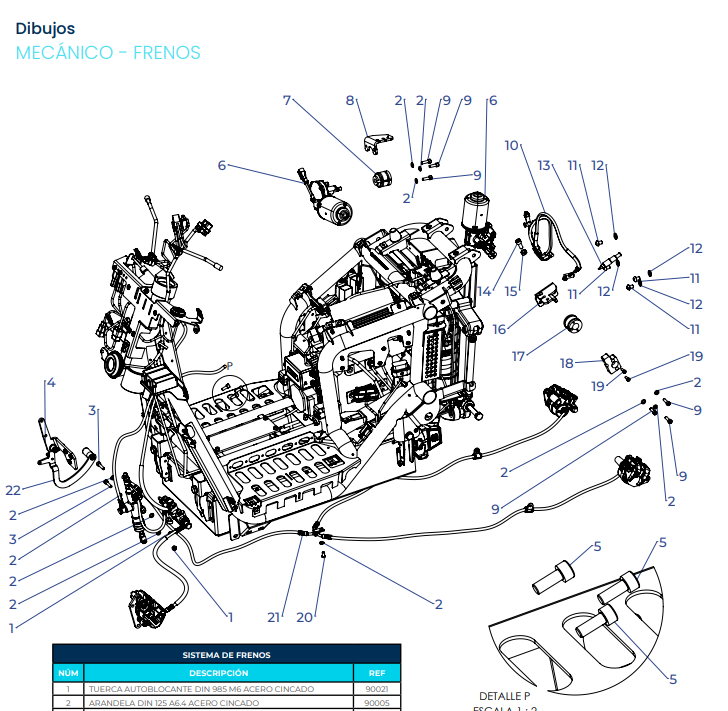 Dibujos
MECÁNICO - FRENOS
7 8 2 2 9 9 6
6 10 13 11 12
9
2
12
14 15 11 12 11
16 12
11
17
18 19
4 19 2
3 9
22 2 9
2 9 2
3
2
2 5 5
2 1 21 20 2
1
5
P
SISTEMA DE FRENOS
NÚM DESCRIPCIÓN REF
1 TUERCA AUTOBLOCANTE DIN 985 M6 ACERO CINCADO 90021
2 ARANDELA DIN 125 A6.4 ACERO CINCADO 90005
DETALLE P
ESCALA 1 : 2